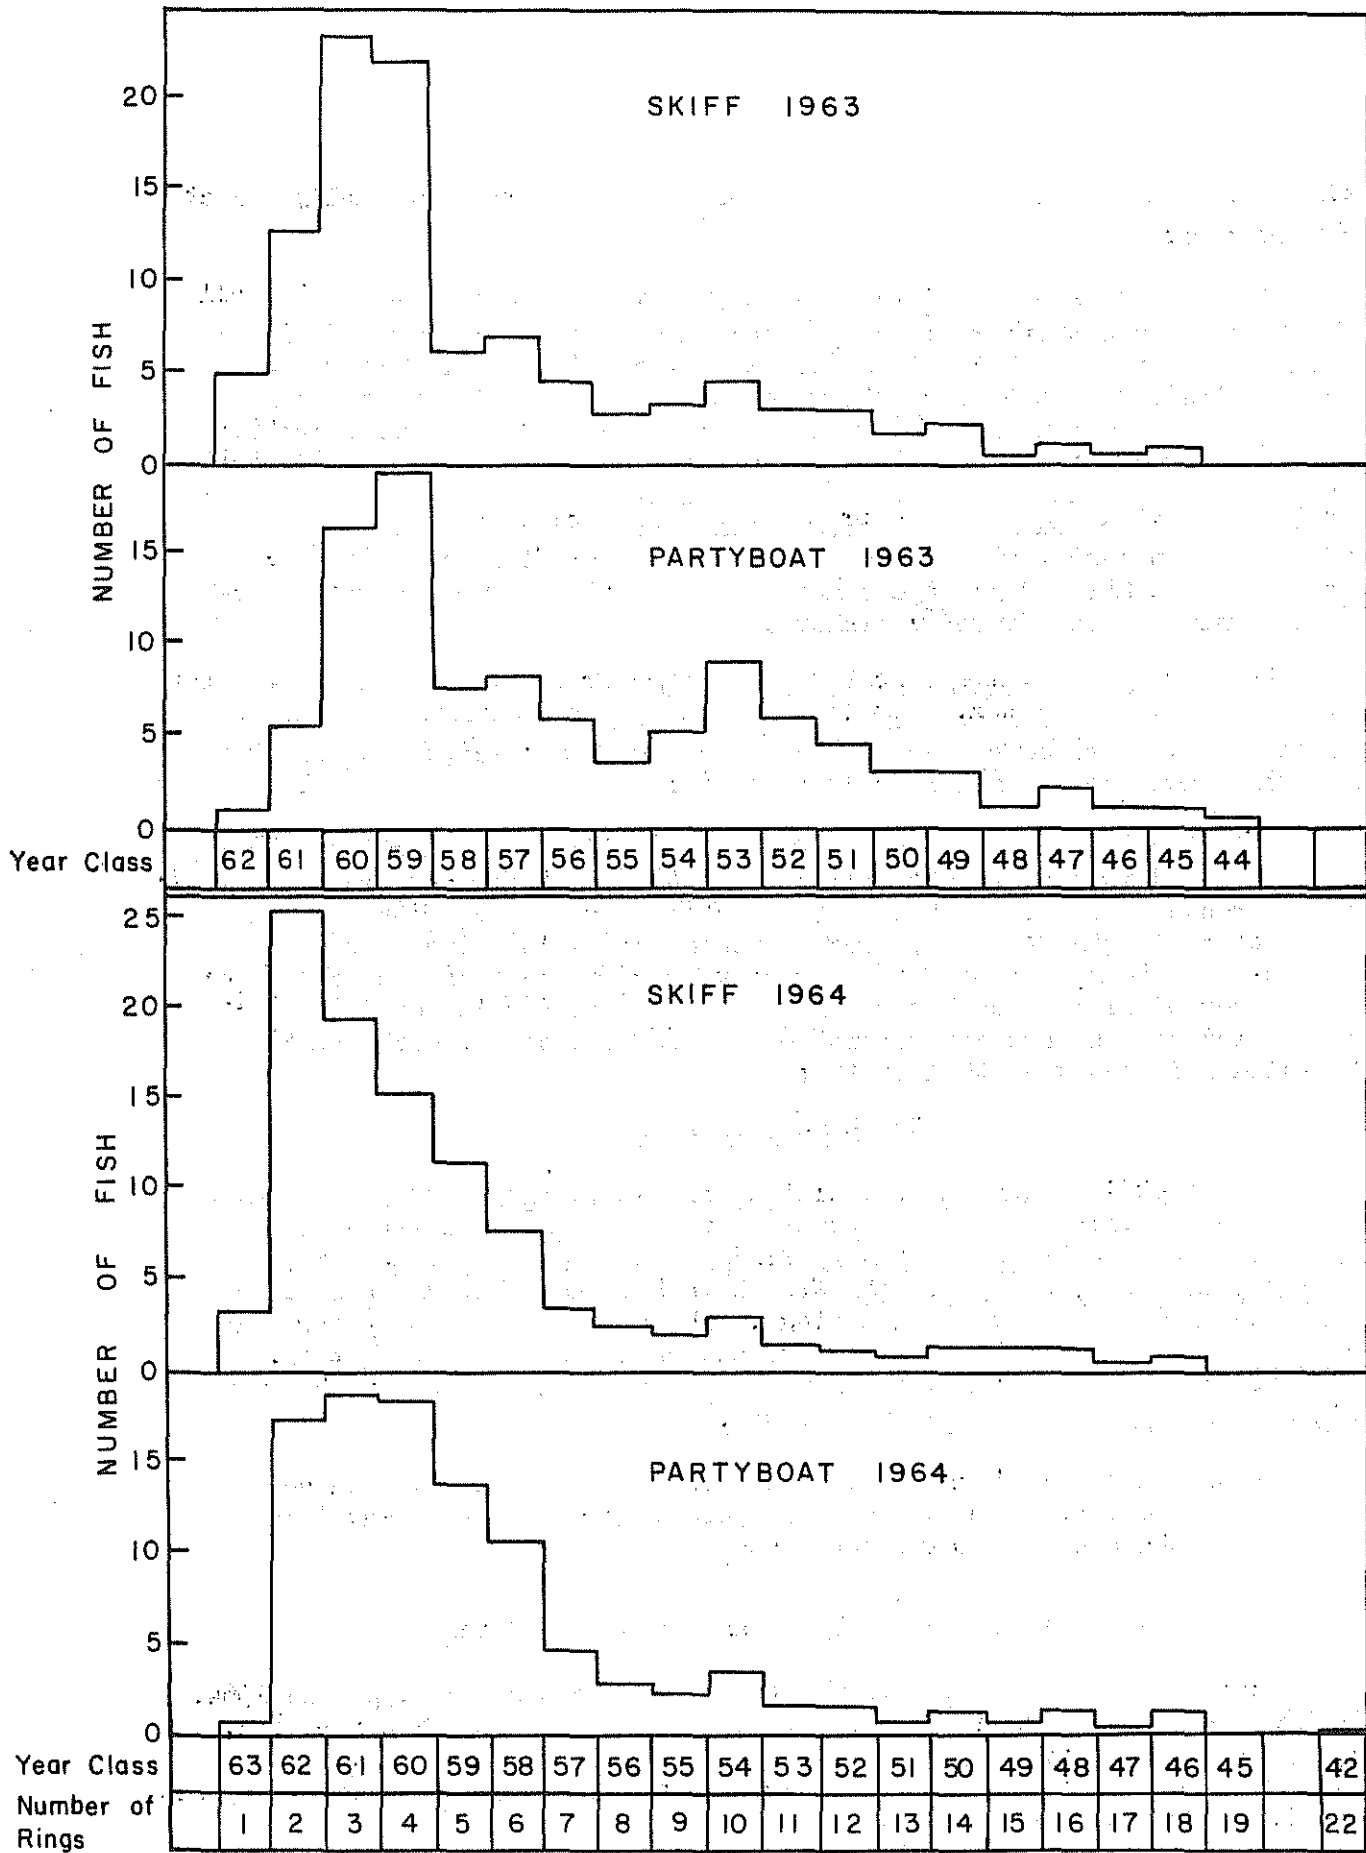 SKIFF 1963
20
15
10
5
0
NUMBER OF FISH
PARTYBOAT 1963
15
10
5
0
Year Class 62 61 60 59 58 57 56 55 54 53 52 51 50 49 48 47 46 45 44
SKIFF 1964
25
20
15
10
5
0
NUMBER OF FISH
PARTYBOAT 1964
15
10
5
0
Year Class 63 62 61 60 59 58 57 56 55 54 53 52 51 50 49 48 47 46 45 42
Number of
Rings 1 2 3 4 5 6 7 8 9 10 11 12 13 14 15 16 17 18 19 22